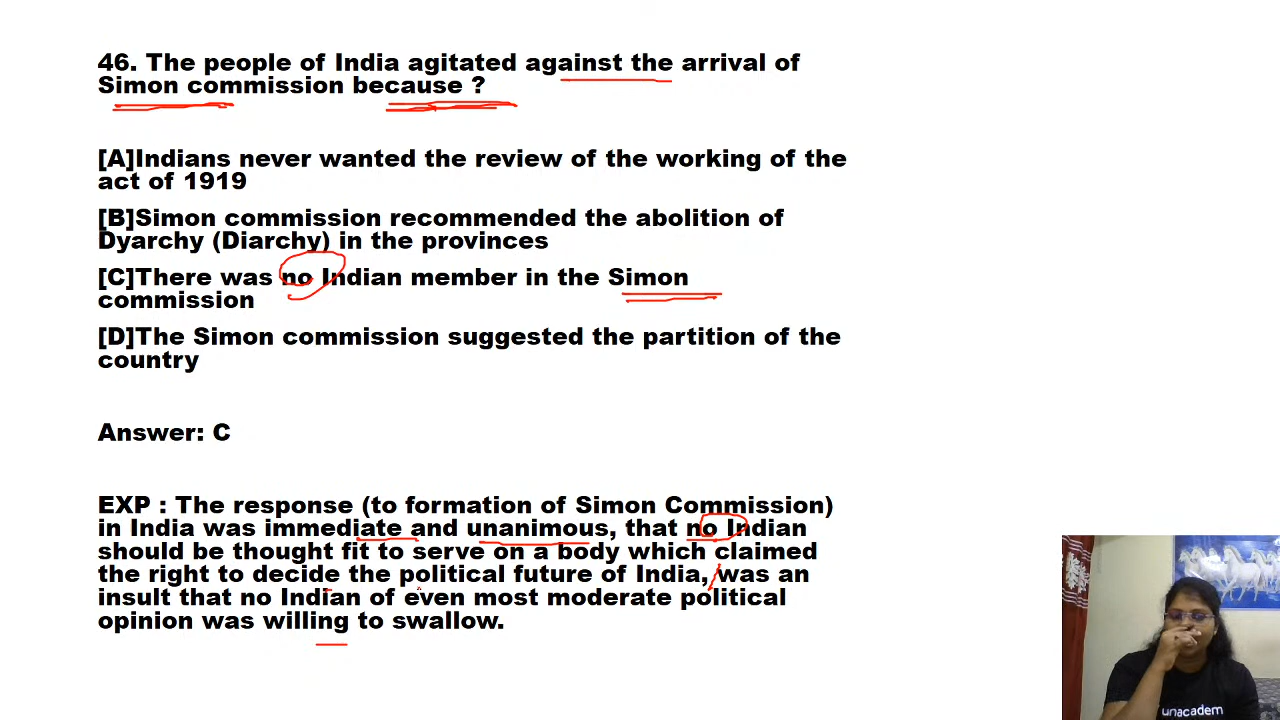 46. The people of India agitated against the arrival of
Simon commission because ?
[A]Indians never wanted the review of the working of the
act of 1919
[B]Simon commission recommended the abolition of
Dyarchy (Diarchy) in the provinces
[C]There was no Indian member in the Simon
commission
[D]The Simon commission suggested the partition of the
country
Answer: C
EXP : The response (to formation of Simon Commission)
in India was immediate and unanimous, that no Indian
should be thought fit to serve on a body which claimed
the right to decide the political future of India, was an
insult that no Indian of even most moderate political
opinion was willing to swallow.
unacadem